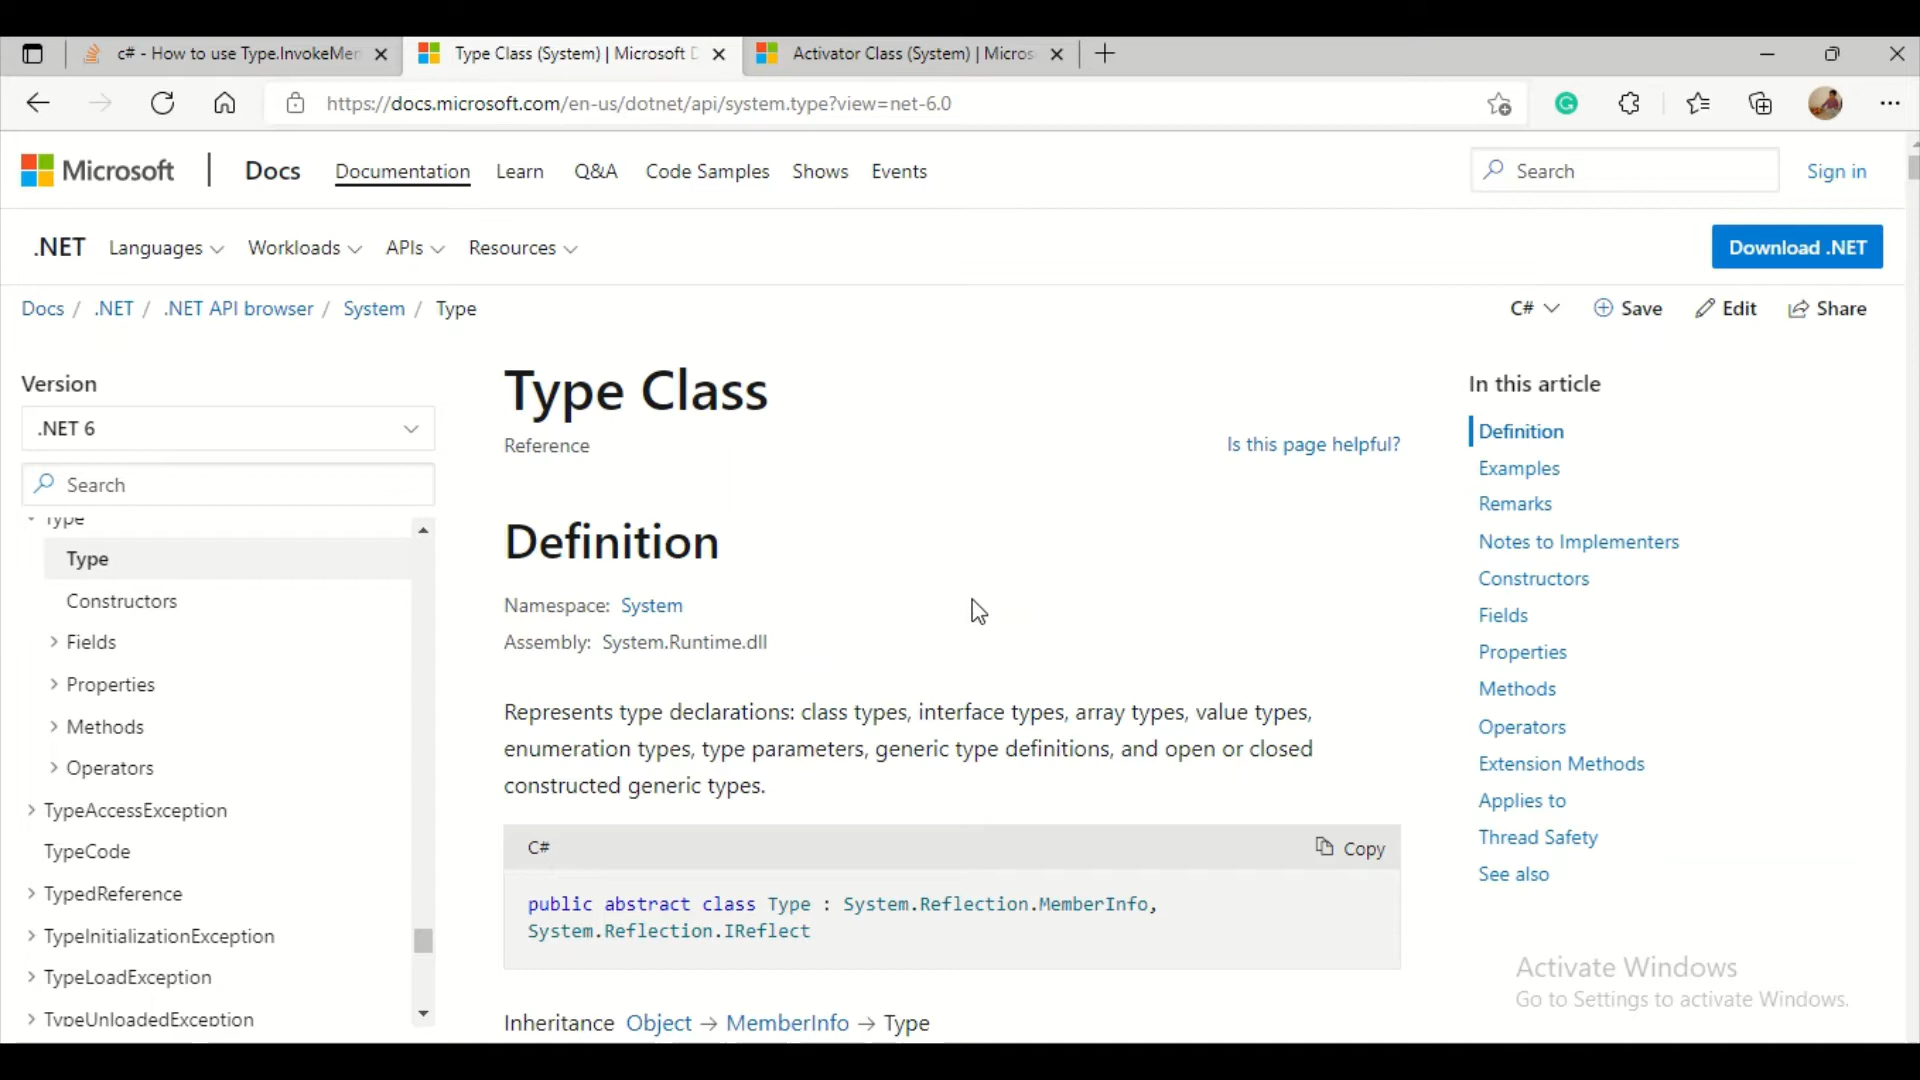 c# - How to use Type.InvokeMer
Type Class (System) | Microsoft D
Activator Class (System) | Micros
https://docs.microsoft.com/en-us/dotnet/api/system.type?view=net-6.0
Microsoft
Docs
Documentation
Learn
Q&A
Code Samples
Shows
Events
Search
Sign in
.NET
Languages
Workloads
APIs
Resources
Download .NET
Docs / .NET / .NET API browser / System / Type
C#
Save
Edit
Share
Version
.NET 6
Search
Type
Type
Constructors
Fields
Properties
Methods
Operators
TypeAccessException
TypeCode
TypedReference
TypeInitializationException
TypeLoadException
TypeUnloadedException
Type Class
Reference
Is this page helpful?
Definition
Namespace: System
Assembly: System.Runtime.dll
Represents type declarations: class types, interface types, array types, value types,
enumeration types, type parameters, generic type definitions, and open or closed
constructed generic types.
C#
Copy
public abstract class Type : System.Reflection.MemberInfo,
System.Reflection.IReflect
Inheritance Object → MemberInfo → Type
In this article
Definition
Examples
Remarks
Notes to Implementers
Constructors
Fields
Properties
Methods
Operators
Extension Methods
Applies to
Thread Safety
See also
Activate Windows
Go to Settings to activate Windows.